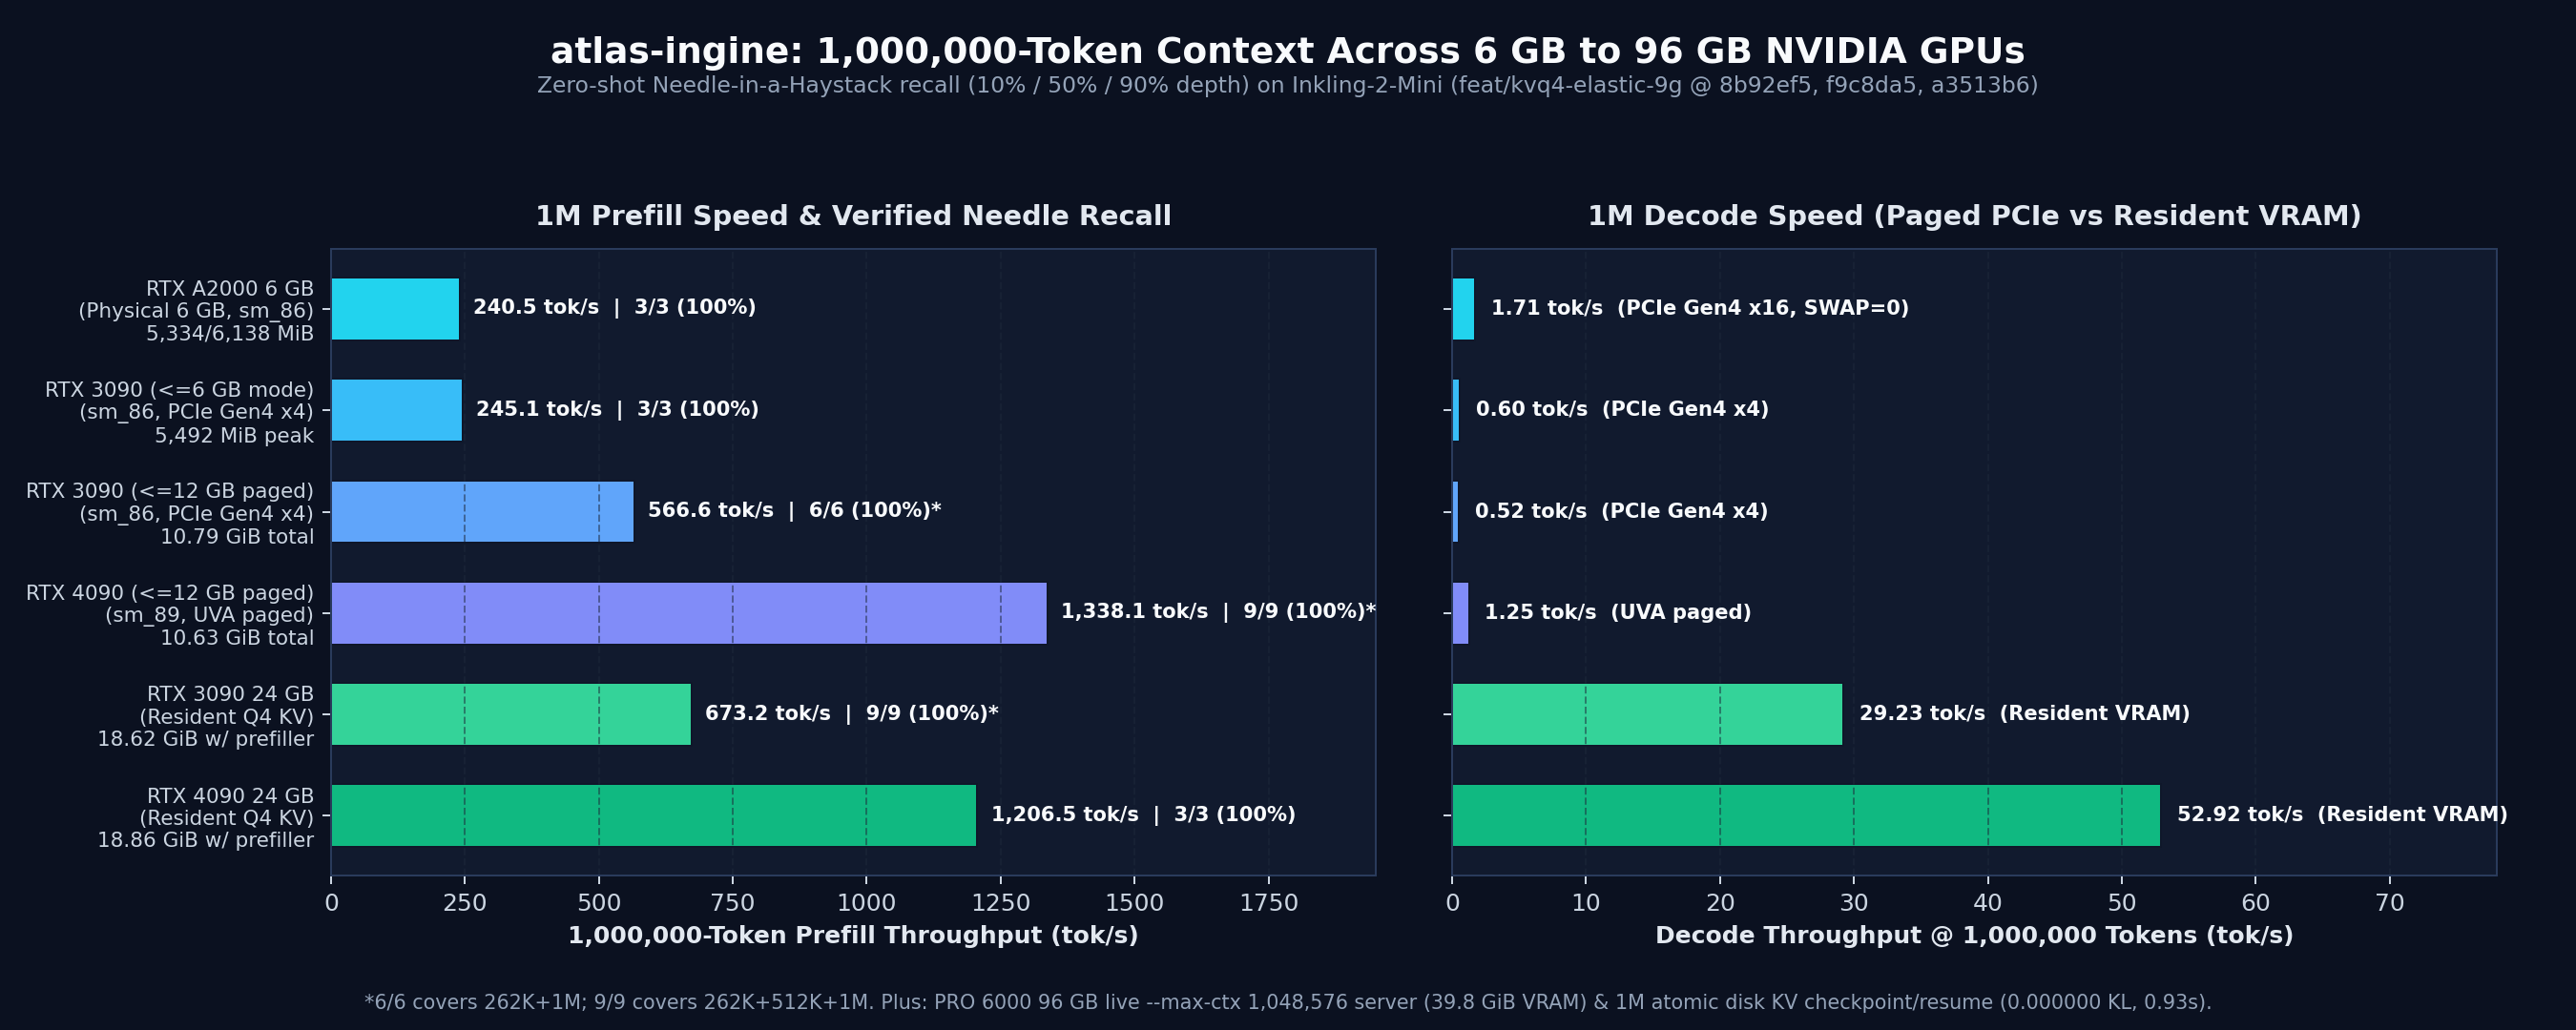 atlas-ingine: 1,000,000-Token Context Across 6 GB to 96 GB NVIDIA GPUs
Zero-shot Needle-in-a-Haystack recall (10% / 50% / 90% depth) on Inkling-2-Mini (feat/kvq4-elastic-9g @ 8b92ef5, f9c8da5, a3513b6)
1M Prefill Speed & Verified Needle Recall
RTX A2000 6 GB
(Physical 6 GB, sm_86)
5,334/6,138 MiB
240.5 tok/s | 3/3 (100%)
RTX 3090 (<=6 GB mode)
(sm_86, PCIe Gen4 x4)
5,492 MiB peak
245.1 tok/s | 3/3 (100%)
RTX 3090 (<=12 GB paged)
(sm_86, PCIe Gen4 x4)
10.79 GiB total
566.6 tok/s | 6/6 (100%)*
RTX 4090 (<=12 GB paged)
(sm_89, UVA paged)
10.63 GiB total
1,338.1 tok/s | 9/9 (100%)*
RTX 3090 24 GB
(Resident Q4 KV)
18.62 GiB w/ prefiller
673.2 tok/s | 9/9 (100%)*
RTX 4090 24 GB
(Resident Q4 KV)
18.86 GiB w/ prefiller
1,206.5 tok/s | 3/3 (100%)
0 250 500 750 1000 1250 1500 1750
1,000,000-Token Prefill Throughput (tok/s)
1M Decode Speed (Paged PCIe vs Resident VRAM)
1.71 tok/s (PCIe Gen4 x16, SWAP=0)
0.60 tok/s (PCIe Gen4 x4)
0.52 tok/s (PCIe Gen4 x4)
1.25 tok/s (UVA paged)
29.23 tok/s (Resident VRAM)
52.92 tok/s (Resident VRAM)
0 10 20 30 40 50 60 70
Decode Throughput @ 1,000,000 Tokens (tok/s)
*6/6 covers 262K+1M; 9/9 covers 262K+512K+1M. Plus: PRO 6000 96 GB live --max-ctx 1,048,576 server (39.8 GiB VRAM) & 1M atomic disk KV checkpoint/resume (0.000000 KL, 0.93s).